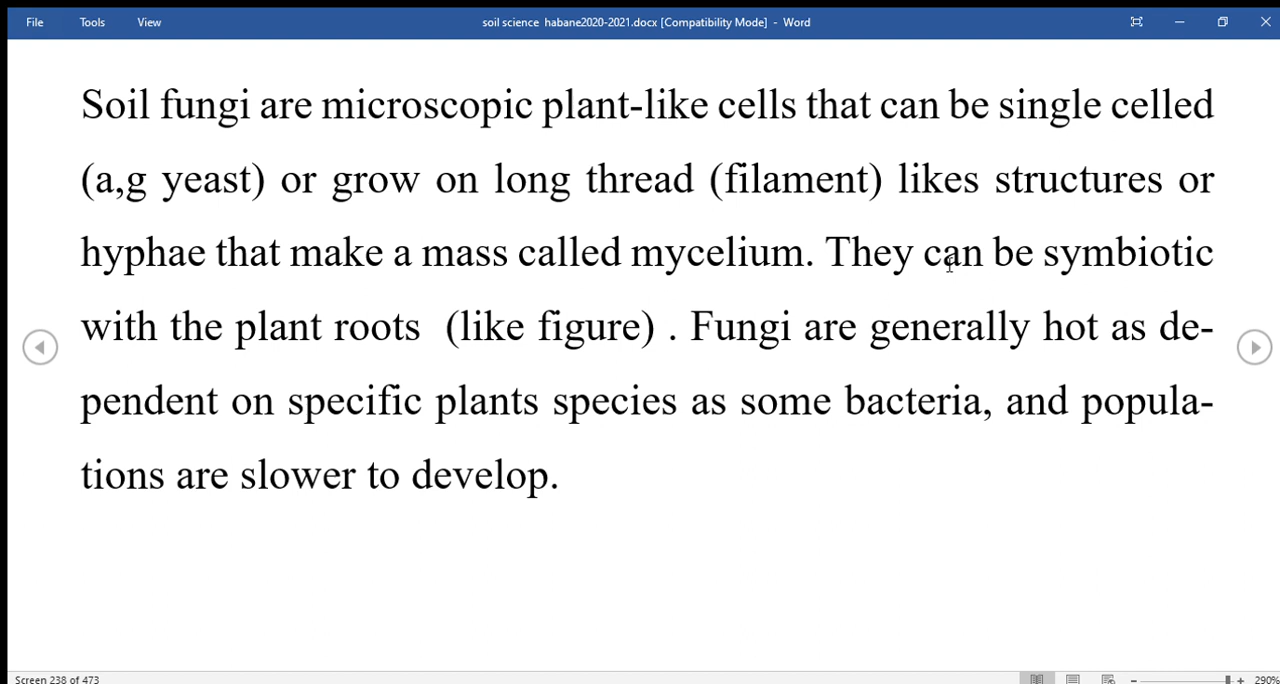 File Tools View soil science habane2020-2021.docx [Compatibility Mode] - Word
Soil fungi are microscopic plant-like cells that can be single celled
(a,g yeast) or grow on long thread (filament) likes structures or
hyphae that make a mass called mycelium. They can be symbiotic
with the plant roots (like figure) . Fungi are generally hot as de-
pendent on specific plants species as some bacteria, and popula-
tions are slower to develop.
Screen 238 of 473 290%